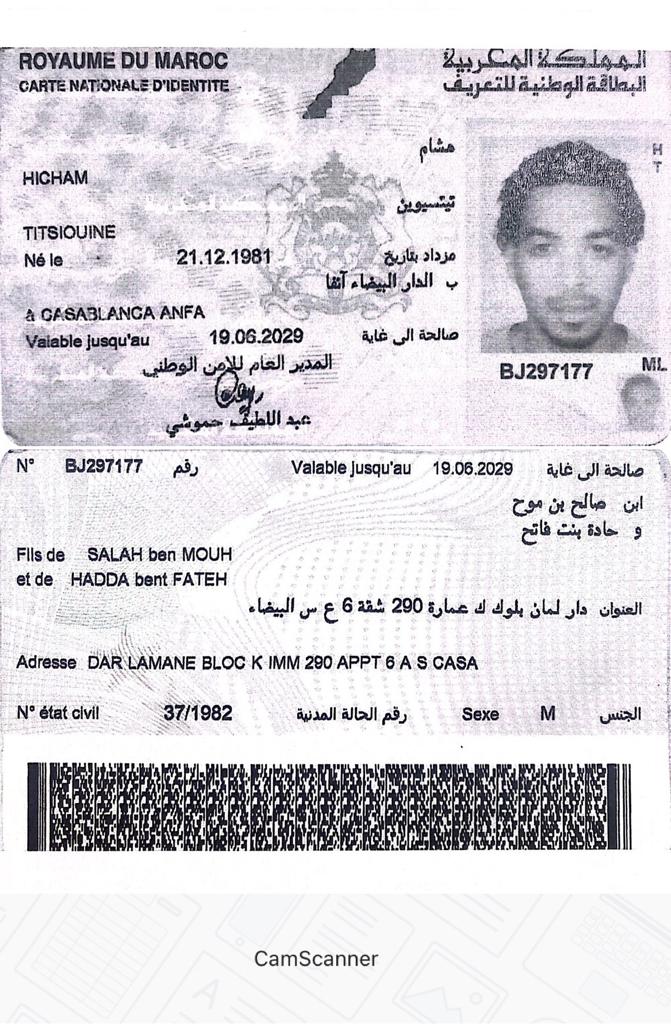 ROYAUME DU MAROC
المملكة المغربية
CARTE NATIONALE D'IDENTITE
البطاقة الوطنية للتعريف
هشام
HICHAM
تيتسيوين
TITSIOUINE
Né le 21.12.1981 مزداد بتاريخ
ب الدار البيضاء آنفا
à CASABLANCA ANFA
Valable jusqu'au 19.06.2029 صالحة الى غاية
المدير العام للأمن الوطني
عبد اللطيف حموشي
H
T
BJ297177
ML
N° BJ297177 رقم Valable jusqu'au 19.06.2029 صالحة الى غاية
ابن صالح بن موح
و حادة بنت فاتح
Fils de SALAH ben MOUH
et de HADDA bent FATEH
العنوان دار لمان بلوك ك عمارة 290 شقة 6 ع س البيضاء
Adresse DAR LAMANE BLOC K IMM 290 APPT 6 A S CASA
N° état civil 37/1982 رقم الحالة المدنية Sexe M الجنس
CamScanner